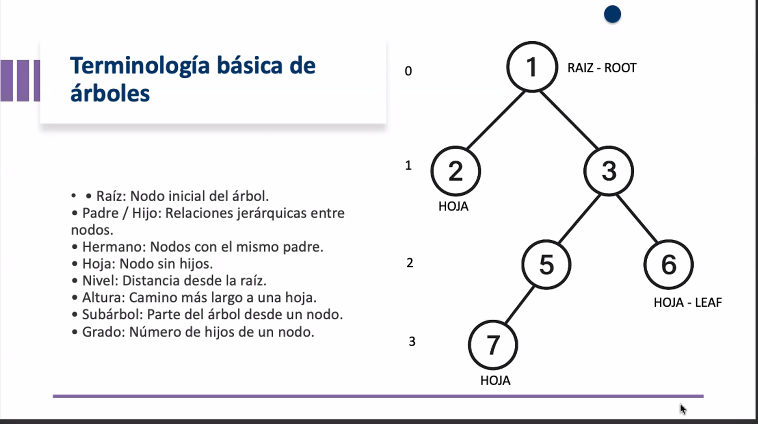 Terminología básica de
árboles
• • Raíz: Nodo inicial del árbol.
• Padre / Hijo: Relaciones jerárquicas entre
nodos.
• Hermano: Nodos con el mismo padre.
• Hoja: Nodo sin hijos.
• Nivel: Distancia desde la raíz.
• Altura: Camino más largo a una hoja.
• Subárbol: Parte del árbol desde un nodo.
• Grado: Número de hijos de un nodo.
0 1 RAIZ - ROOT
1 2 3
HOJA
2 5 6
HOJA - LEAF
3 7
HOJA